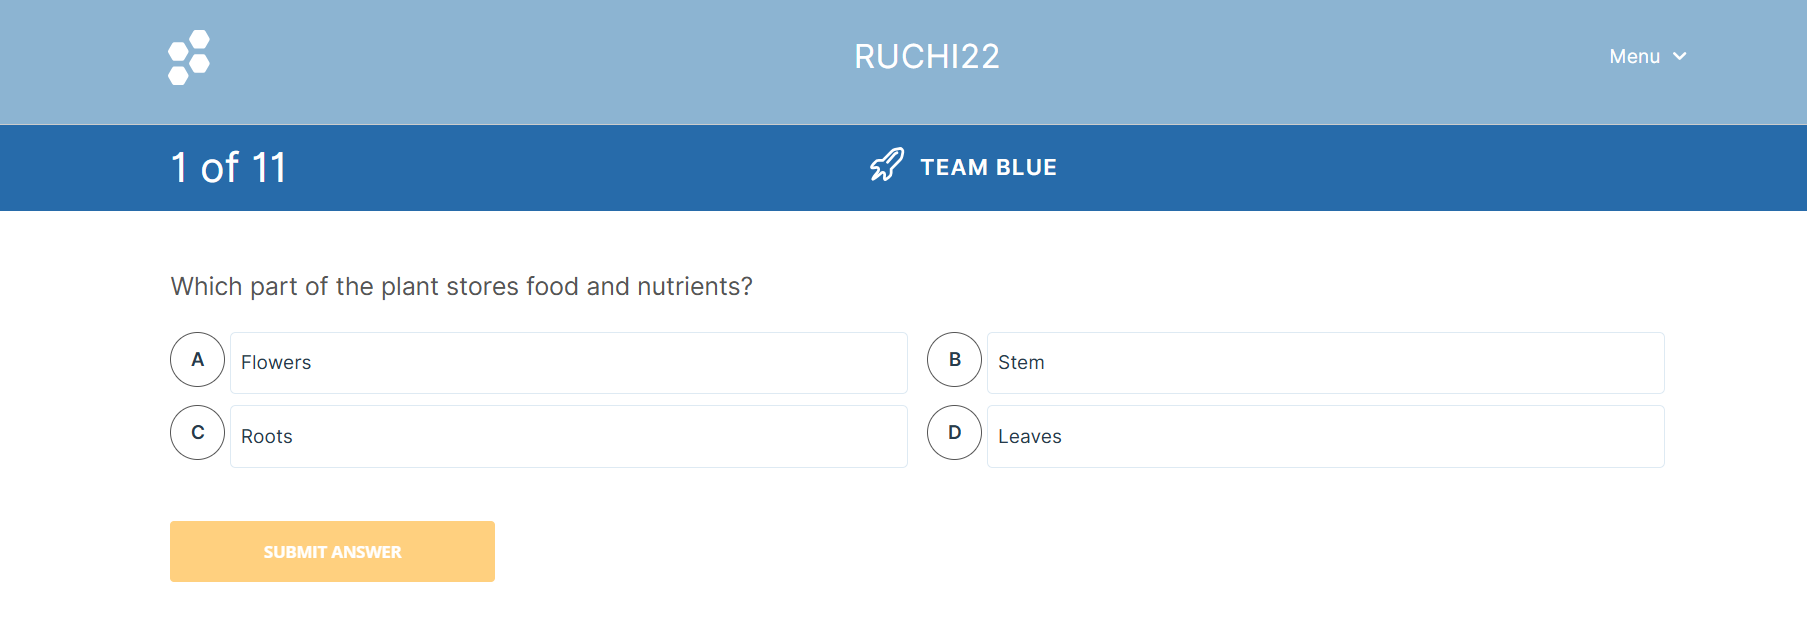 RUCHI22
Menu
1 of 11
TEAM BLUE
Which part of the plant stores food and nutrients?
A Flowers
B Stem
C Roots
D Leaves
SUBMIT ANSWER